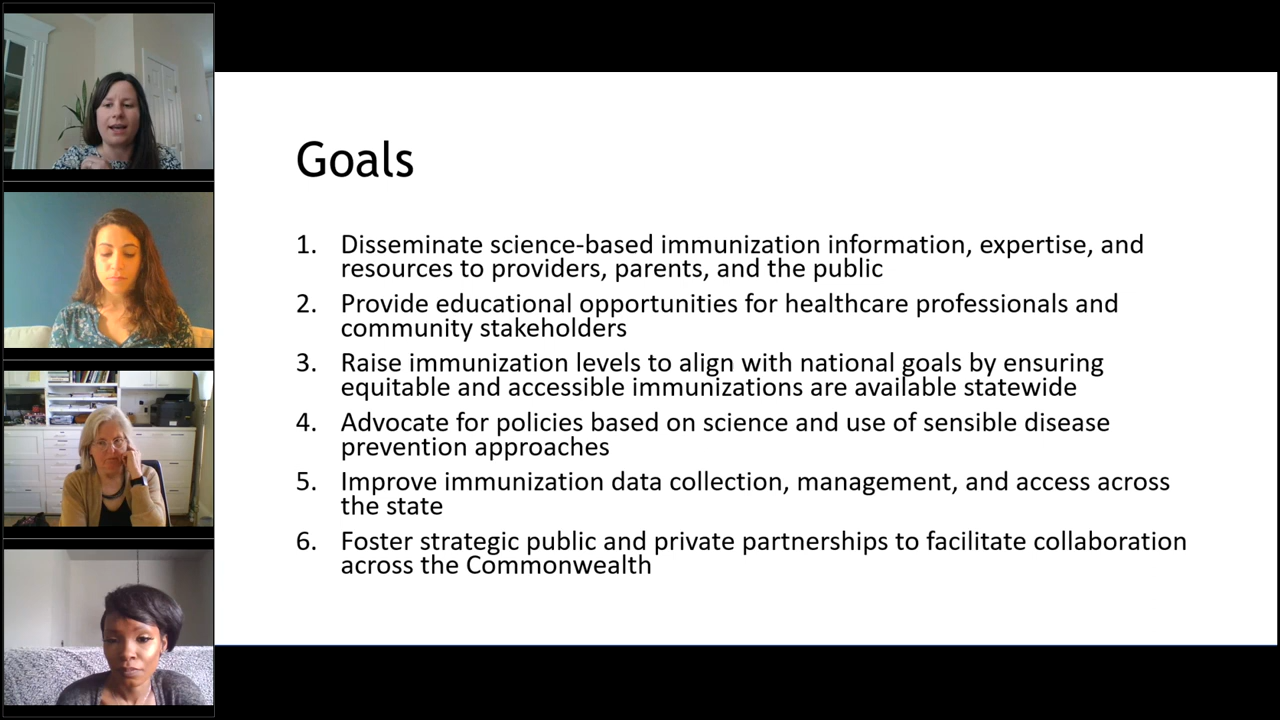 Goals
1. Disseminate science-based immunization information, expertise, and
resources to providers, parents, and the public
2. Provide educational opportunities for healthcare professionals and
community stakeholders
3. Raise immunization levels to align with national goals by ensuring
equitable and accessible immunizations are available statewide
4. Advocate for policies based on science and use of sensible disease
prevention approaches
5. Improve immunization data collection, management, and access across
the state
6. Foster strategic public and private partnerships to facilitate collaboration
across the Commonwealth